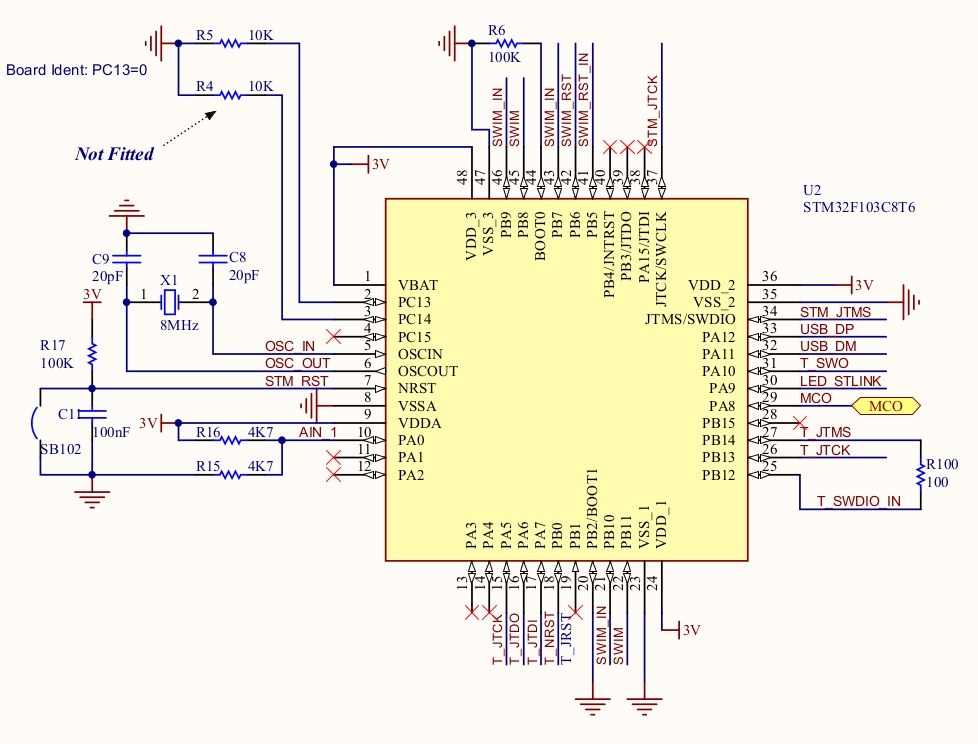 R5 10K
Board Ident: PC13=0
R4 10K
Not Fitted
R6
100K
SWIM_IN
SWIM
SWIM_IN
SWIM_RST
SWIM_RST_IN
STM_JTCK
3V
48
47
46
45
44
43
42
41
40
39
38
37
U2
STM32F103C8T6
VDD_3
VSS_3
PB9
PB8
BOOT0
PB7
PB6
PB5
PB4/JNTRST
PB3/JTDO
PA15/JTDI
JTCK/SWCLK
C9
20pF
C8
20pF
X1
1 2
8MHz
3V
R17
100K
OSC_IN
OSC_OUT
STM_RST
C11
100nF
SB102
3V
R16 4K7
AIN_1
R15 4K7
1 VBAT
2 PC13
3 PC14
4 PC15
5 OSCIN
6 OSCOUT
7 NRST
8 VSSA
9 VDDA
10 PA0
11 PA1
12 PA2
VDD_2 36 3V
VSS_2 35
JTMS/SWDIO 34 STM_JTMS
PA12 33 USB_DP
PA11 32 USB_DM
PA10 31 T_SWO
PA9 30 LED_STLINK
PA8 29 MCO MCO
PB15 28
PB14 27 T_JTMS
PB13 26 T_JTCK
PB12 25
R100
100
T_SWDIO_IN
PA3
PA4
PA5
PA6
PA7
PB0
PB1
PB2/BOOT1
PB10
PB11
VSS_1
VDD_1
13
14
15
16
17
18
19
20
21
22
23
24
T_JTCK
T_JTDO
T_JTDI
T_NRST
T_JRST
SWIM_IN
SWIM
3V